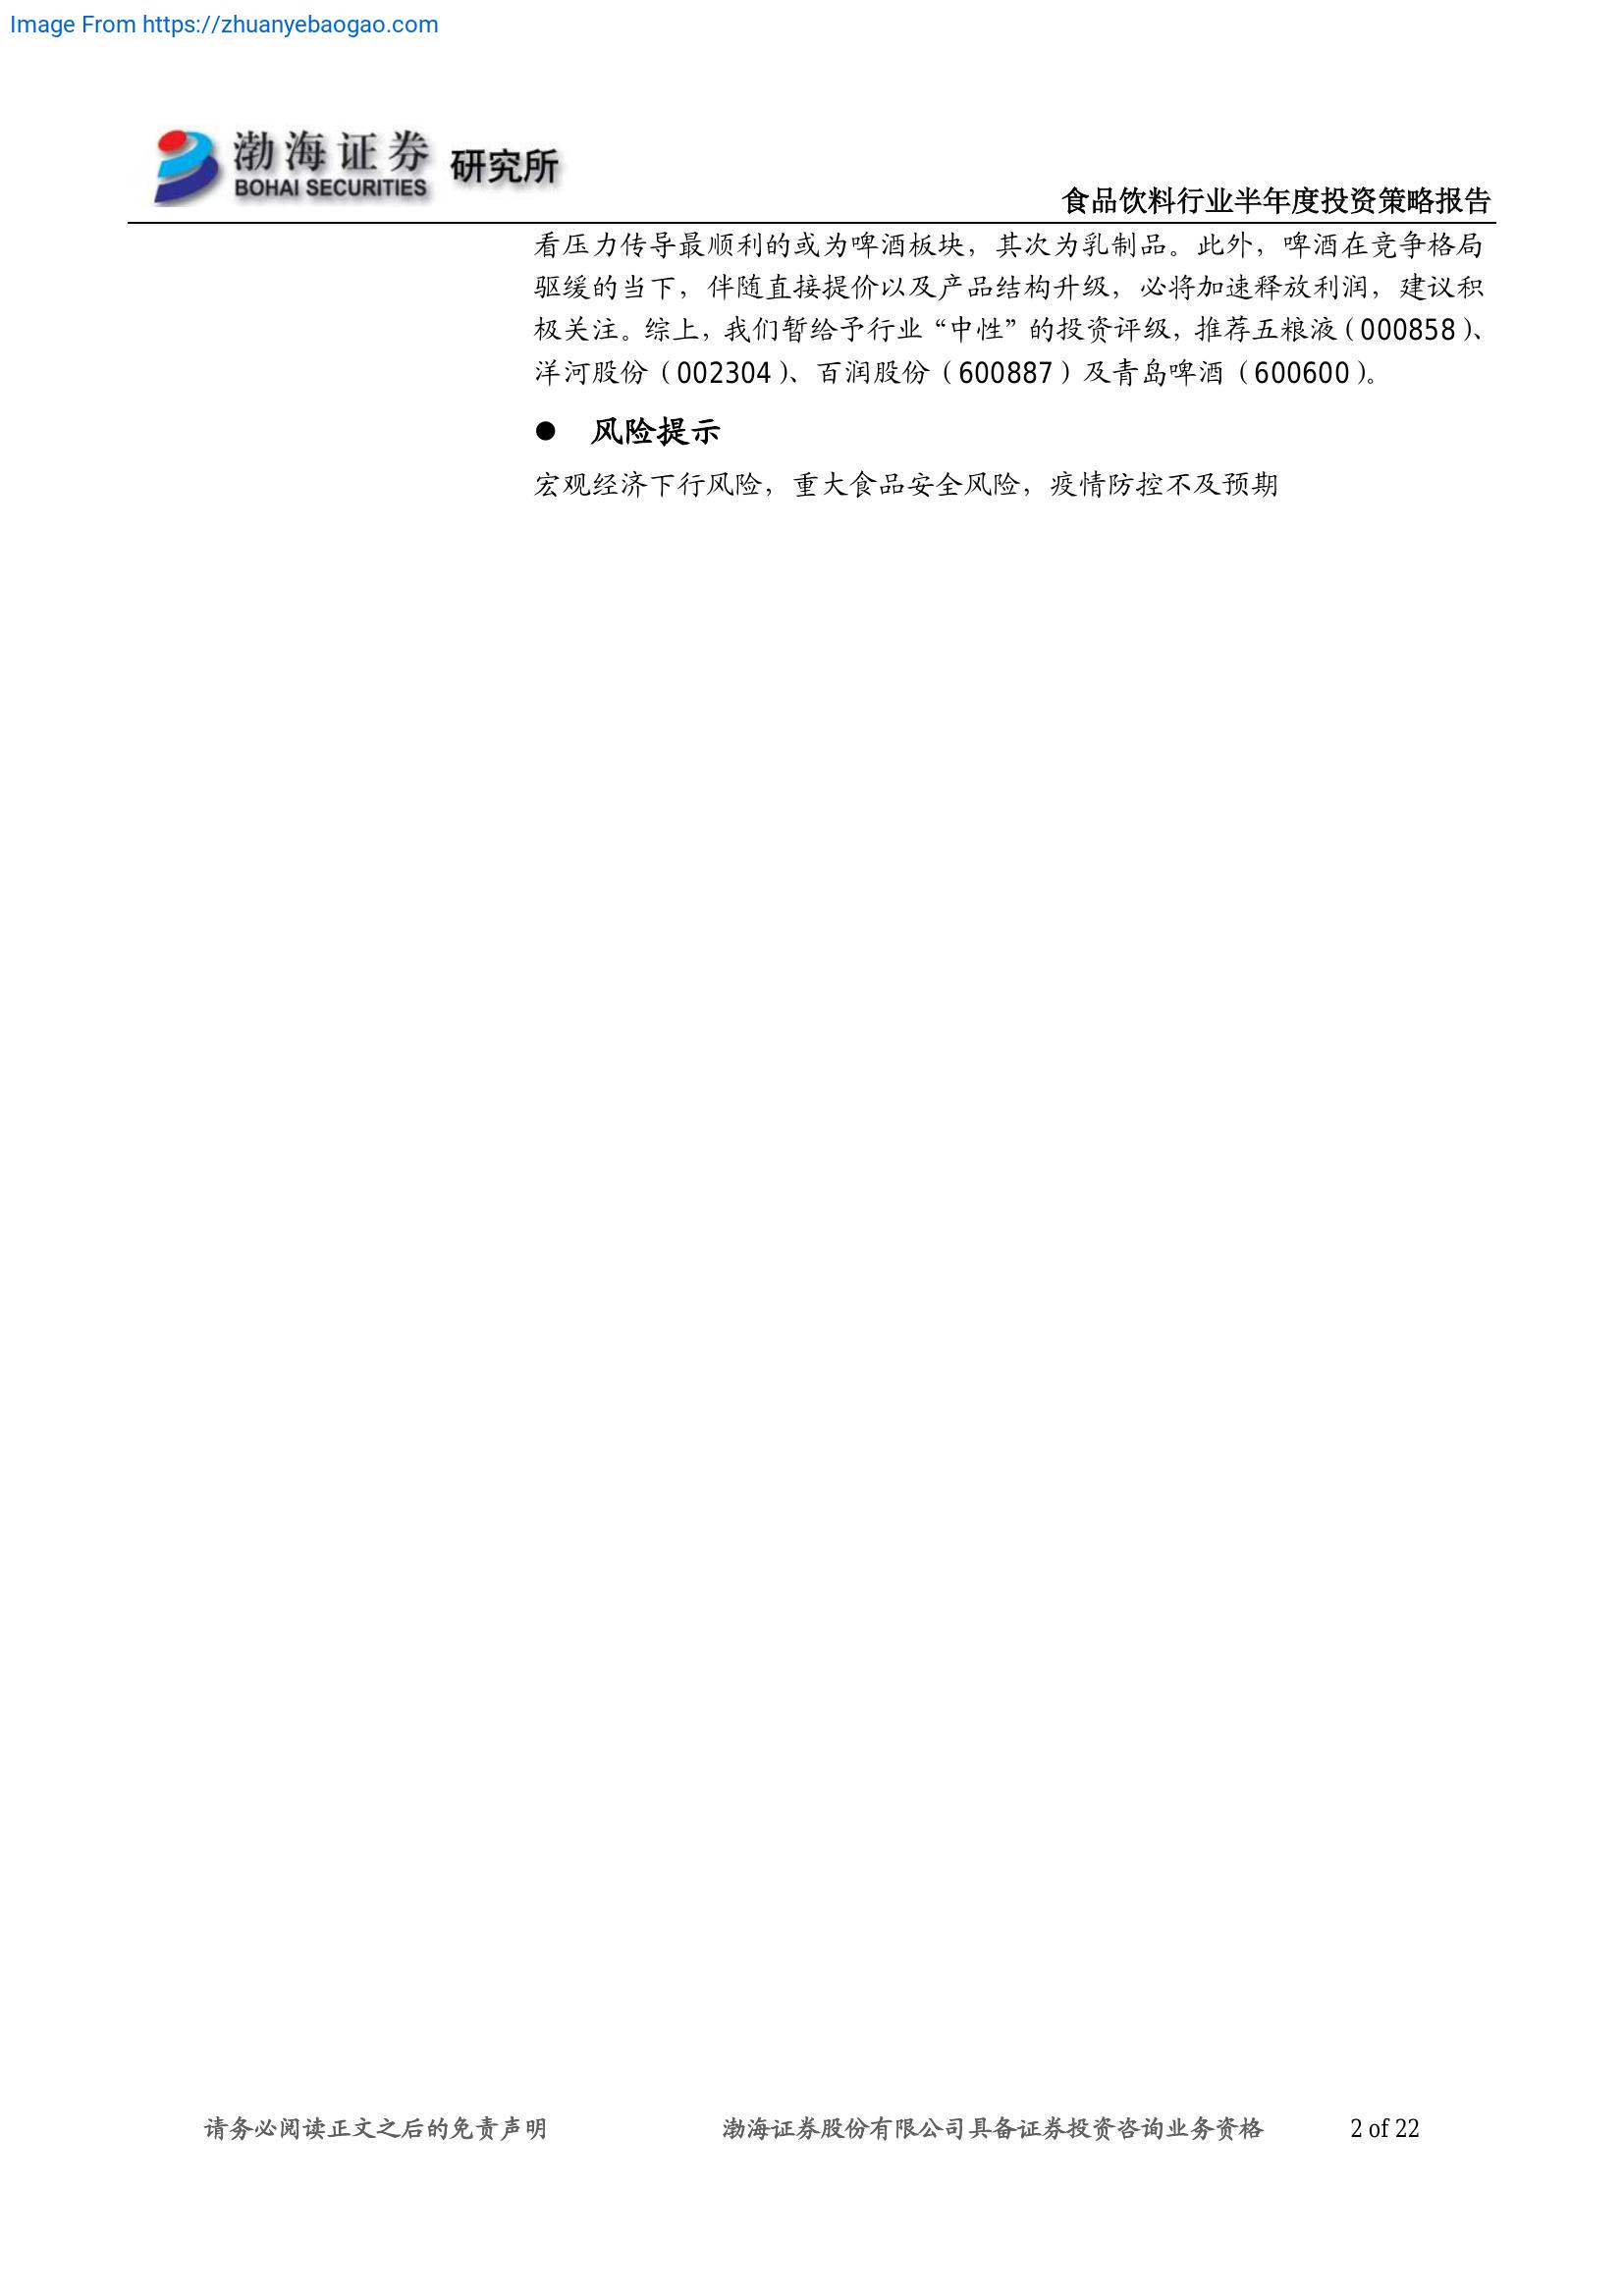 Image From https://zhuanyebaogao.com
渤海证券 研究所
BOHAI SECURITIES
食品饮料行业半年度投资策略报告
看压力传导最顺利的或为啤酒板块，其次为乳制品。此外，啤酒在竞争格局
驱缓的当下，伴随直接提价以及产品结构升级，必将加速释放利润，建议积
极关注。综上，我们暂给予行业“中性”的投资评级，推荐五粮液（000858）、
洋河股份（002304）、百润股份（600887）及青岛啤酒（600600）。
● 风险提示
宏观经济下行风险，重大食品安全风险，疫情防控不及预期
请务必阅读正文之后的免责声明 渤海证券股份有限公司具备证券投资咨询业务资格 2 of 22